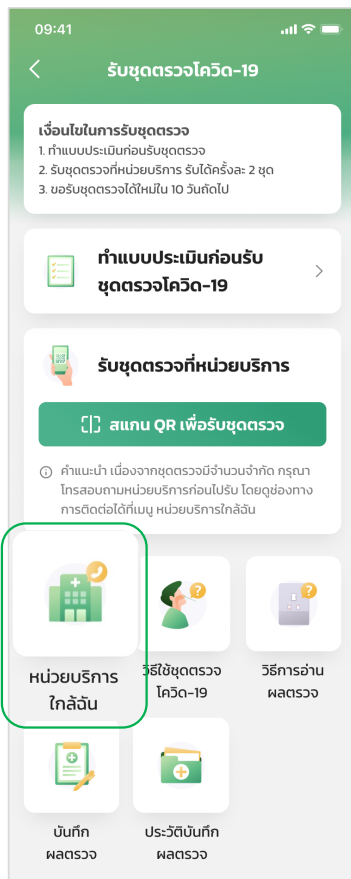 09:41
รับชุดตรวจโควิด-19
เงื่อนไขในการรับชุดตรวจ
1. ทำแบบประเมินก่อนรับชุดตรวจ
2. รับชุดตรวจที่หน่วยบริการ รับได้ครั้งละ 2 ชุด
3. ขอรับชุดตรวจได้ใหม่ใน 10 วันถัดไป
ทำแบบประเมินก่อนรับ
ชุดตรวจโควิด-19
รับชุดตรวจที่หน่วยบริการ
สแกน QR เพื่อรับชุดตรวจ
คำแนะนำ เนื่องจากชุดตรวจมีจำนวนจำกัด กรุณา
โทรสอบถามหน่วยบริการก่อนไปรับ โดยดูช่องทาง
การติดต่อได้ที่เมนู หน่วยบริการใกล้ฉัน
หน่วยบริการ
ใกล้ฉัน
วิธีใช้ชุดตรวจ
โควิด-19
วิธีการอ่าน
ผลตรวจ
บันทึก
ผลตรวจ
ประวัติบันทึก
ผลตรวจ